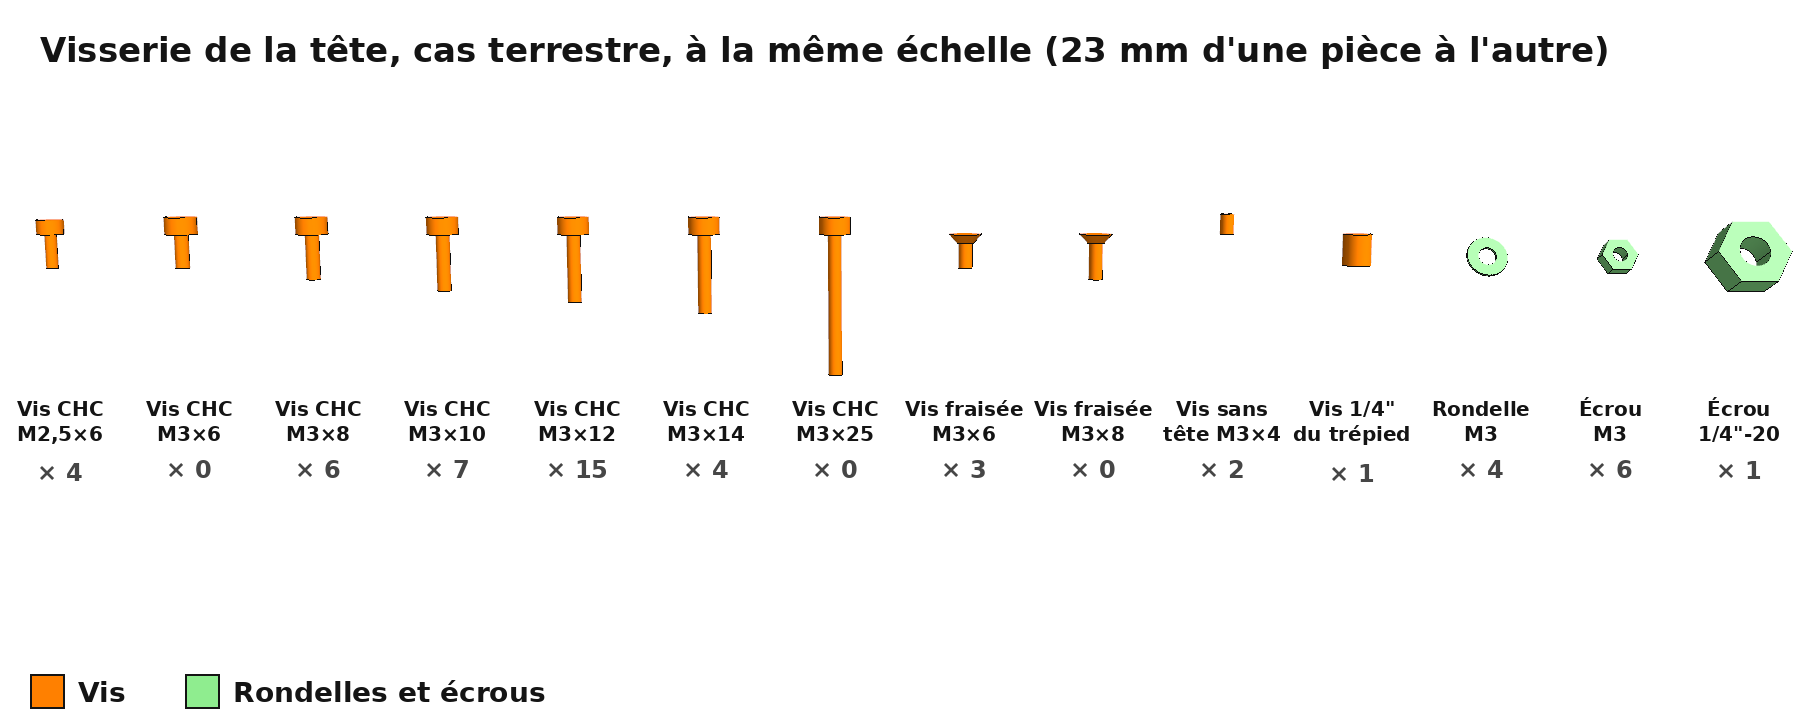 Visserie de la tête, cas terrestre, à la même échelle (23 mm d'une pièce à l'autre)
Vis CHC M2,5×6 × 4
Vis CHC M3×6 × 0
Vis CHC M3×8 × 6
Vis CHC M3×10 × 7
Vis CHC M3×12 × 15
Vis CHC M3×14 × 4
Vis CHC M3×25 × 0
Vis fraisée M3×6 × 3
Vis fraisée M3×8 × 0
Vis sans tête M3×4 × 2
Vis 1/4" du trépied × 1
Rondelle M3 × 4
Écrou M3 × 6
Écrou 1/4"-20 × 1
Vis
Rondelles et écrous